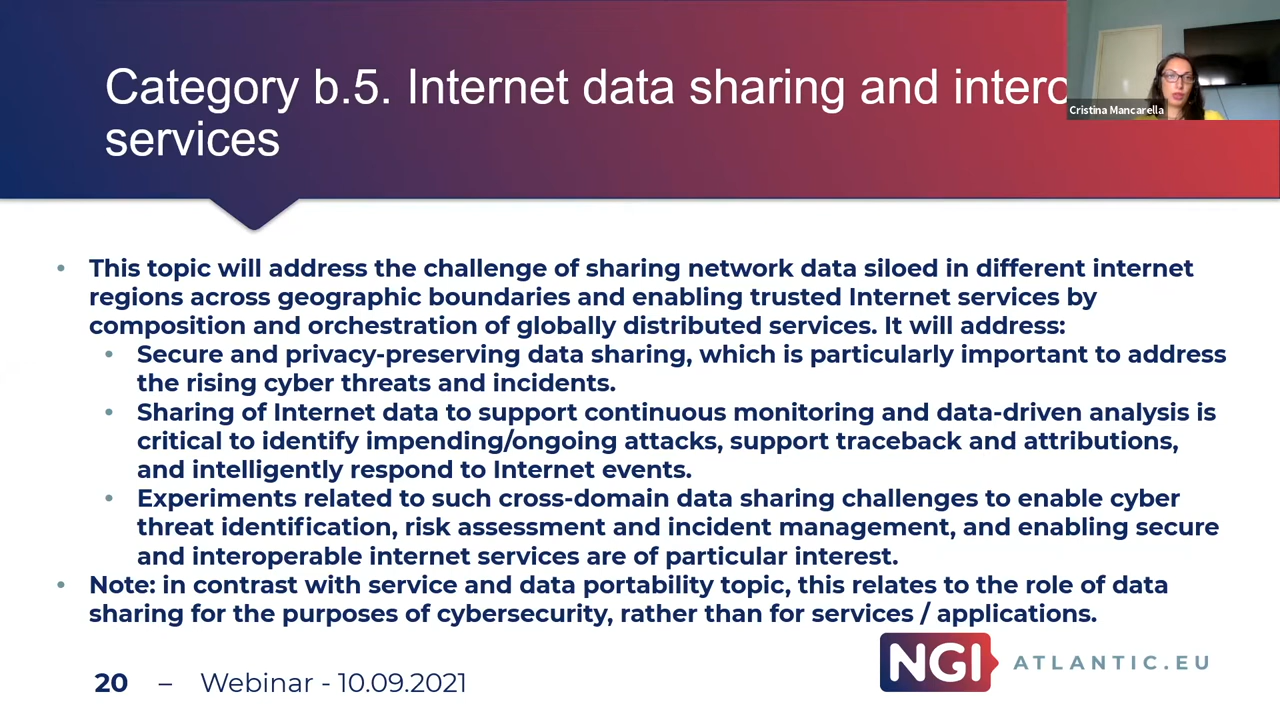 Category b.5. Internet data sharing and
services
Cristina Mancarella
• This topic will address the challenge of sharing network data siloed in different internet
regions across geographic boundaries and enabling trusted Internet services by
composition and orchestration of globally distributed services. It will address:
• Secure and privacy-preserving data sharing, which is particularly important to address
the rising cyber threats and incidents.
• Sharing of Internet data to support continuous monitoring and data-driven analysis is
critical to identify impending/ongoing attacks, support traceback and attributions,
and intelligently respond to Internet events.
• Experiments related to such cross-domain data sharing challenges to enable cyber
threat identification, risk assessment and incident management, and enabling secure
and interoperable internet services are of particular interest.
• Note: in contrast with service and data portability topic, this relates to the role of data
sharing for the purposes of cybersecurity, rather than for services / applications.
20 – Webinar - 10.09.2021
NGI ATLANTIC.EU